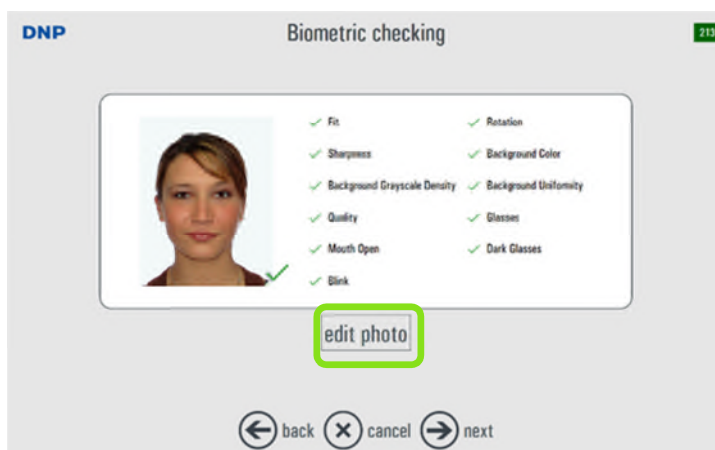 DNP
Biometric checking
213
Fit
Rotation
Sharpness
Background Color
Background Grayscale Density
Background Uniformity
Quality
Glasses
Mouth Open
Dark Glasses
Blink
edit photo
back
cancel
next